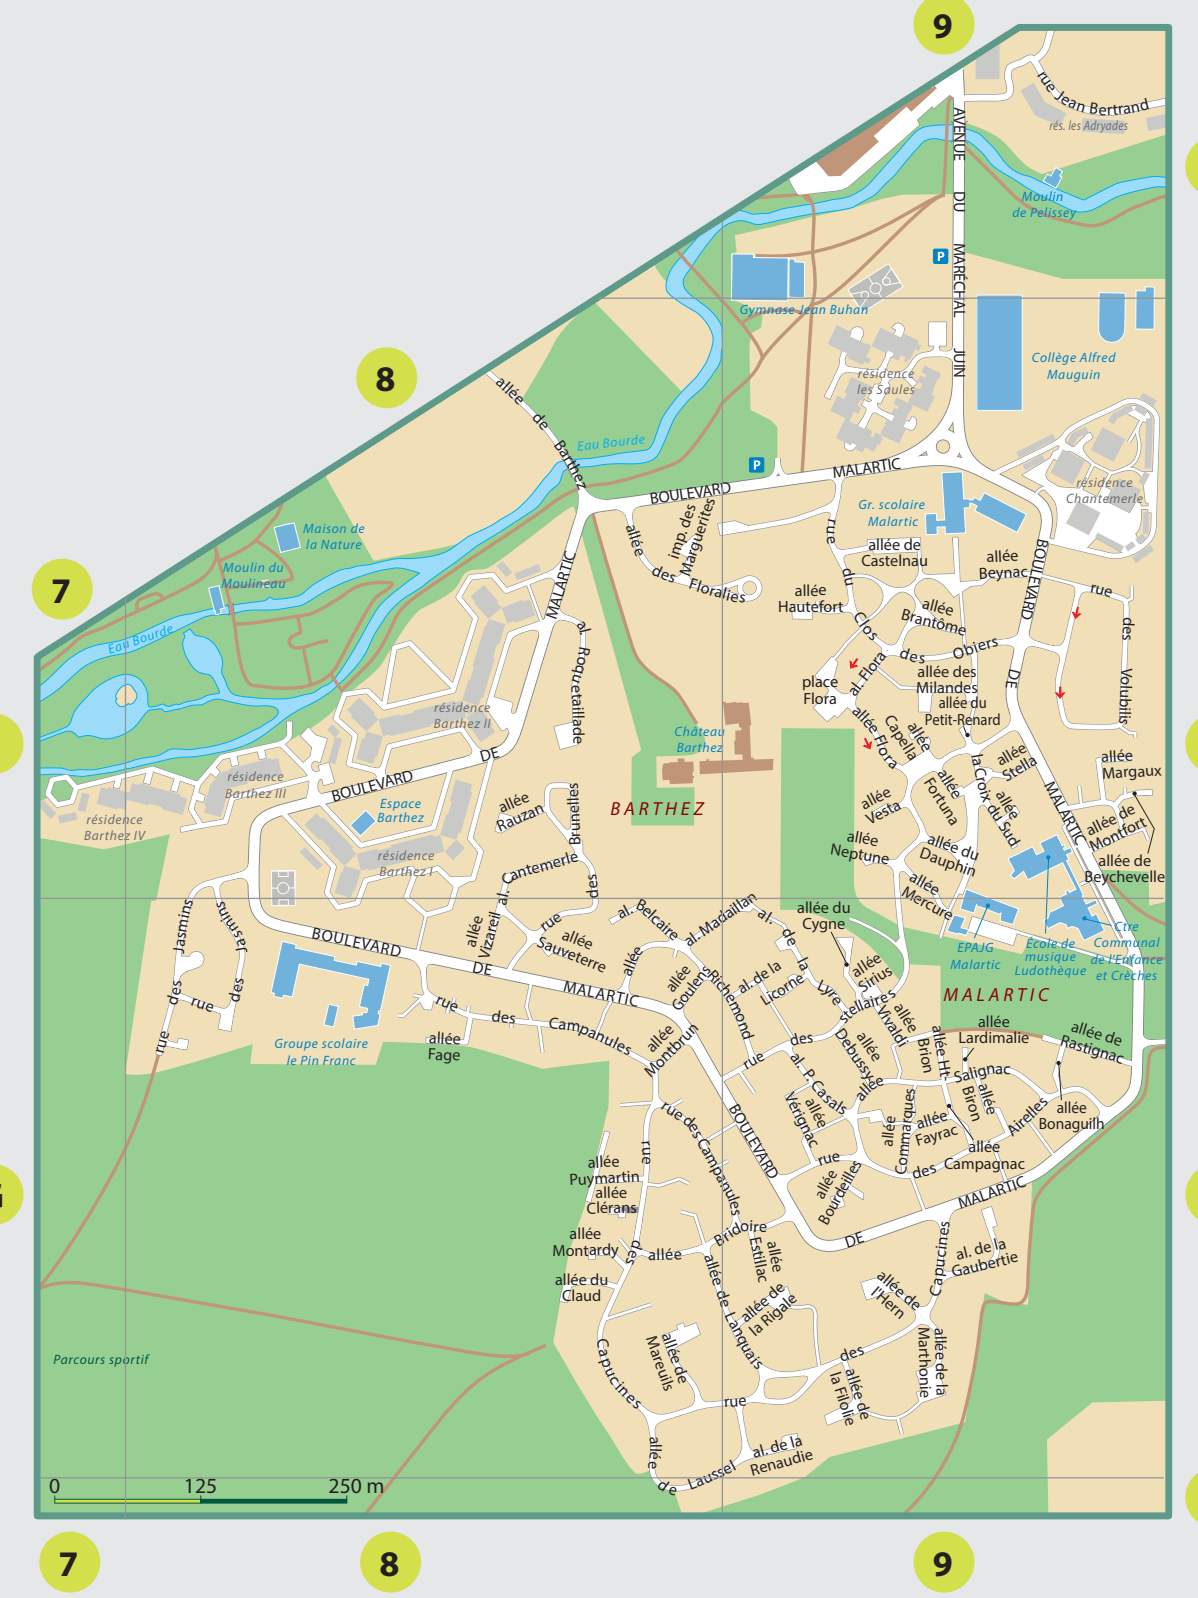 9
rue Jean Bertrand
rés. les Adryades
AVENUE DU MARÉCHAL JUIN
Moulin
de Pelissey
P
Gymnase Jean Buhan
8
Collège Alfred
Mauguin
résidence
les Saules
allée de Barthez
Eau Bourde
P
BOULEVARD MALARTIC
résidence
Chantemerle
Gr. scolaire
Malartic
Maison de
la Nature
Moulin du
Moulineau
7
Eau Bourde
imp. des
Marguerites
allée des Floralies
rue du Clos des Obiers
allée de
Castelnau
allée
Beynac
BOULEVARD DE MALARTIC
rue des Volubilis
allée
Hautefort
allée
Brantôme
MALARTIC
al. Roquetaillade
place
Flora
al. Flora
allée des
Milandes
allée du
Petit-Renard
allée Flora
allée
Capella
allée
Stella
résidence
Barthez II
Château
Barthez
BOULEVARD DE
résidence
Barthez III
résidence
Barthez IV
Espace
Barthez
résidence
Barthez I
allée
Rauzan
BARTHEZ
rue des Brunalles
al. Cantemerle
allée
Vesta
allée
Fortuna
la Croix du Sud
allée
allée
Margaux
allée de
Montfort
allée de
Beychevelle
allée
Neptune
allée du
Dauphin
allée
Mercure
EPAJG
Malartic
École de
musique
Ludothèque
Ctre
Communal
de l'Enfance
et Crèches
MALARTIC
rue des Jasmins
rue des Jasmins
BOULEVARD DE MALARTIC
allée
Vizareil
allée
Sauveterre
al. Belcaire
al. Madaillan
allée
allée
Goulens
Richemond
al. de la Lyre
al. de la
Licorne
allée du
Cygne
allée
Sirius
rue des stellaires
Groupe scolaire
le Pin Franc
allée
Fage
rue des Campanules
allée
Montbrun
al. P. Casals
allée
Debussy
Vivaldi
allée
allée
Brion
allée Ht.
allée
Lardimalie
allée de
Rastignac
Salignac
allée
Biron
allée
Vérignac
allée
Commarques
allée
Fayrac
allée
Campagnac
allée
Bonaguilh
rue des Airelles
allée
Bourdeilles
BOULEVARD DE MALARTIC
rue des Campanules
rue des Capucines
allée
Puymartin
allée
Clérans
allée
Montardy
allée du
Claud
allée Bridoire
allée
Estillac
allée de Lanquais
allée de
la Rigale
allée de
Mareuils
allée de
l'Hern
al. de la
Gaubertie
allée de la
Marthonie
allée de
la Filolie
rue des Capucines
al. de la
Renaudie
allée de Laussel
Parcours sportif
0 125 250 m
7
8
9